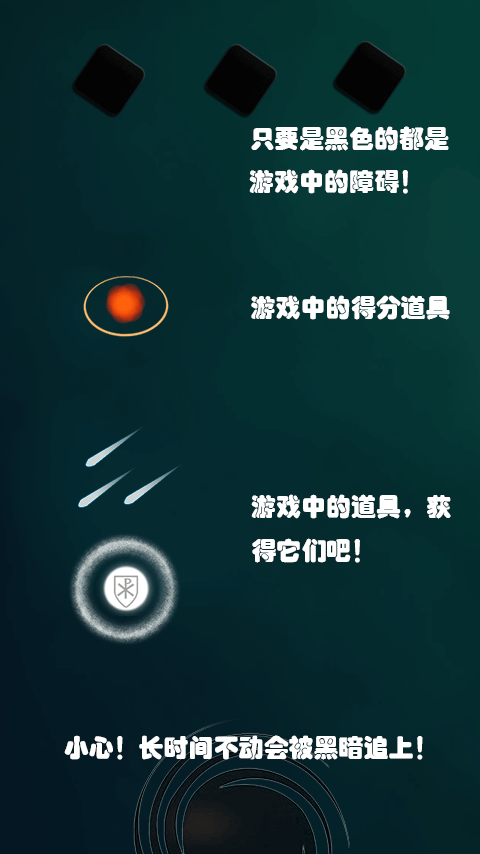 只要是黑色的都是
游戏中的障碍！
游戏中的得分道具
游戏中的道具，获
得它们吧！
小心！长时间不动会被黑暗追上！